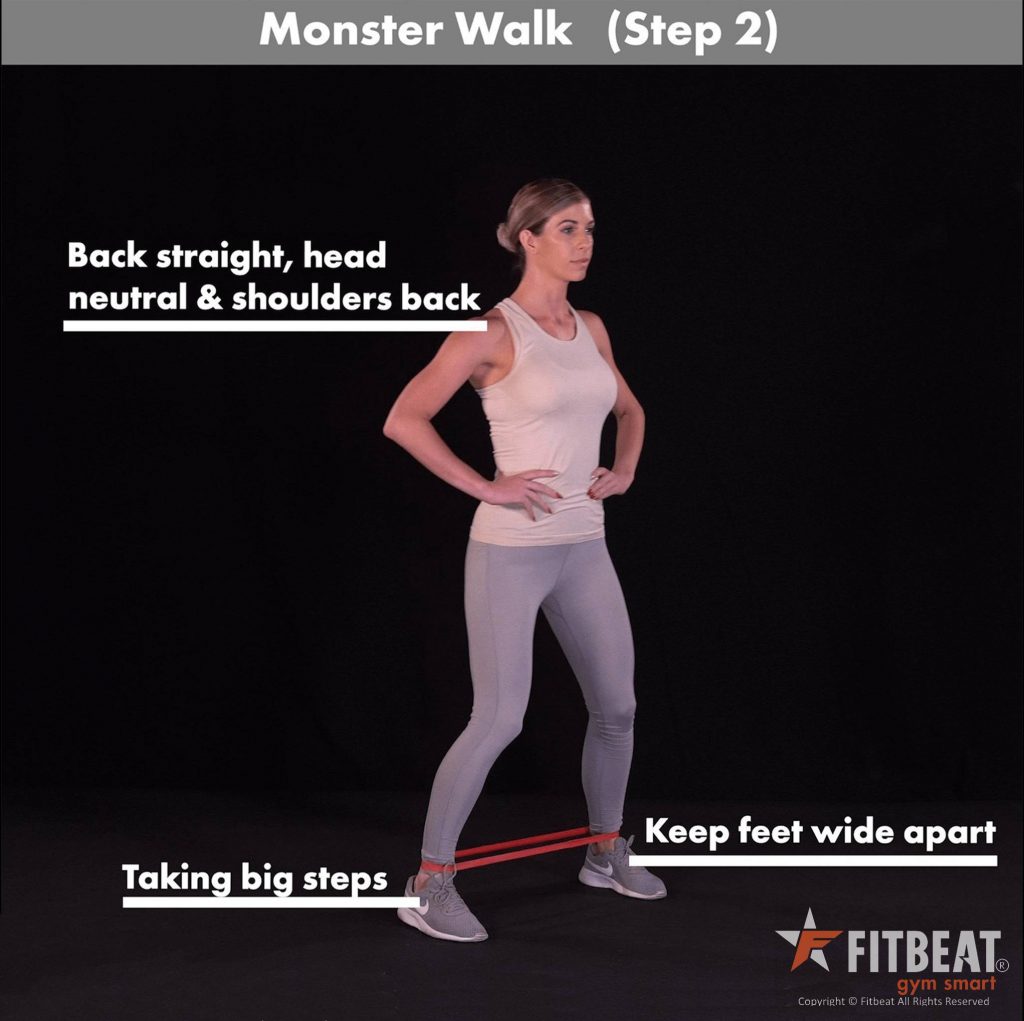 Monster Walk (Step 2)
Back straight, head
neutral & shoulders back
Keep feet wide apart
Taking big steps
FITBEAT®
gym smart
Copyright © Fitbeat All Rights Reserved